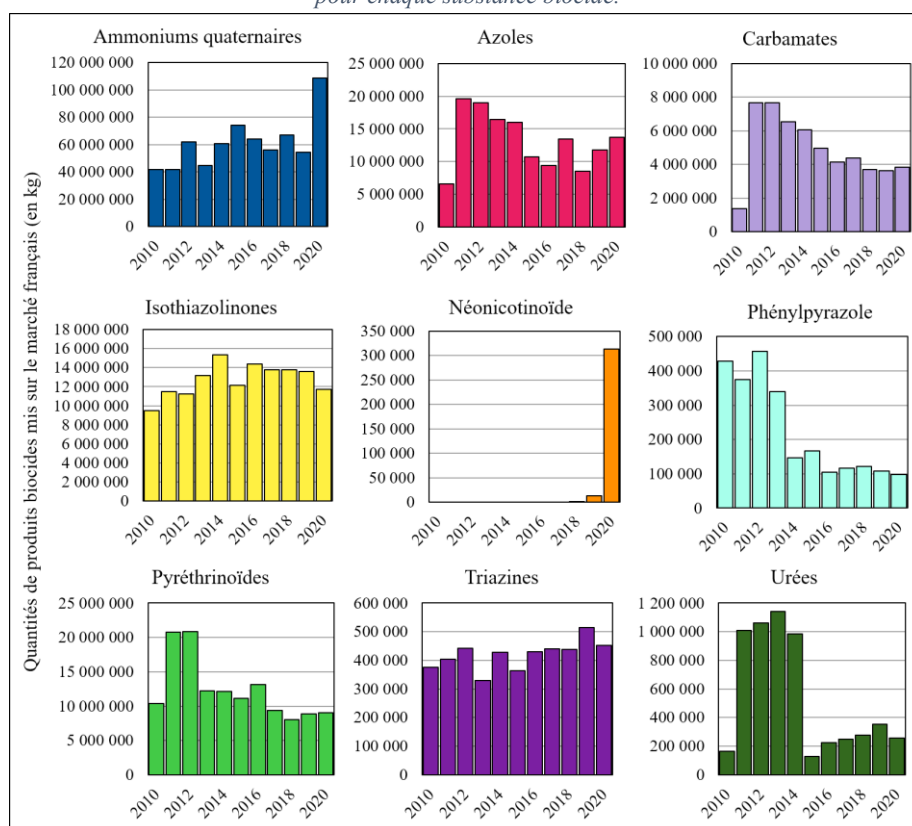 pour chaque substance biocide.
Quantités de produits biocides mis sur le marché français (en kg)
Ammoniums quaternaires
120 000 000
100 000 000
80 000 000
60 000 000
40 000 000
20 000 000
0
2010 2012 2014 2016 2018 2020
Azoles
25 000 000
20 000 000
15 000 000
10 000 000
5 000 000
0
2010 2012 2014 2016 2018 2020
Carbamates
10 000 000
8 000 000
6 000 000
4 000 000
2 000 000
0
2010 2012 2014 2016 2018 2020
Isothiazolinones
18 000 000
16 000 000
14 000 000
12 000 000
10 000 000
8 000 000
6 000 000
4 000 000
2 000 000
0
2010 2012 2014 2016 2018 2020
Néonicotinoïde
350 000
300 000
250 000
200 000
150 000
100 000
50 000
0
2010 2012 2014 2016 2018 2020
Phénylpyrazole
500 000
400 000
300 000
200 000
100 000
0
2010 2012 2014 2016 2018 2020
Pyréthrinoïdes
25 000 000
20 000 000
15 000 000
10 000 000
5 000 000
0
2010 2012 2014 2016 2018 2020
Triazines
600 000
500 000
400 000
300 000
200 000
100 000
0
2010 2012 2014 2016 2018 2020
Urées
1 200 000
1 000 000
800 000
600 000
400 000
200 000
0
2010 2012 2014 2016 2018 2020